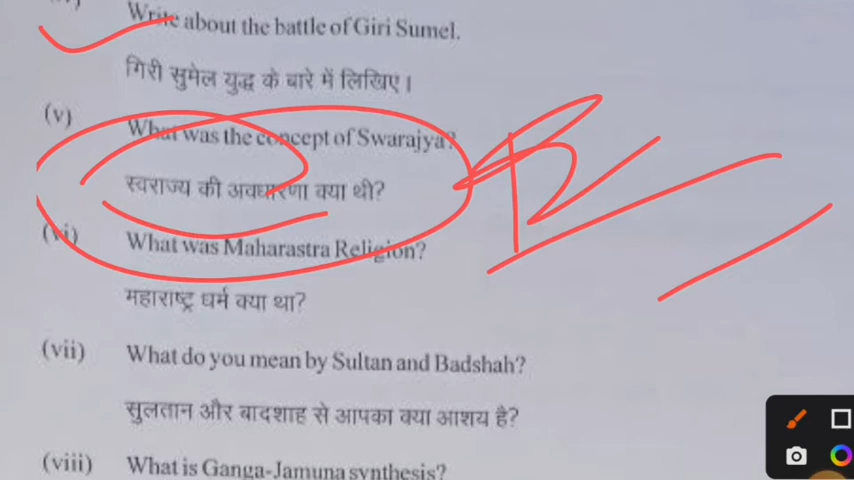 Write about the battle of Giri Sumel.
गिरी सुमेल युद्ध के बारे में लिखिए।
(v) What was the concept of Swarajya?
स्वराज्य की अवधारणा क्या थी?
(vi) What was Maharastra Religion?
महाराष्ट्र धर्म क्या था?
(vii) What do you mean by Sultan and Badshah?
सुलतान और बादशाह से आपका क्या आशय है?
(viii) What is Ganga-Jamuna synthesis?